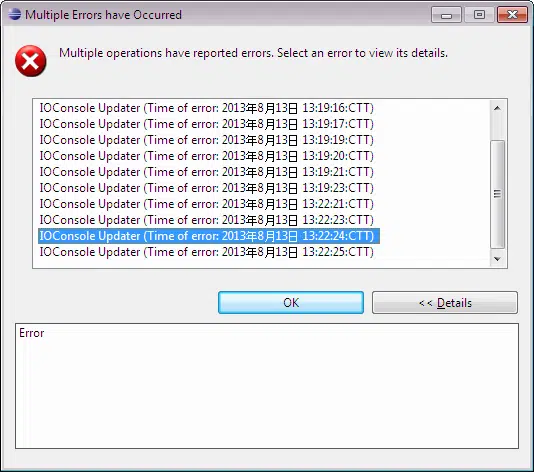 Multiple Errors have Occurred
Multiple operations have reported errors. Select an error to view its details.
IOConsole Updater (Time of error: 2013年8月13日 13:19:16:CTT)
IOConsole Updater (Time of error: 2013年8月13日 13:19:17:CTT)
IOConsole Updater (Time of error: 2013年8月13日 13:19:19:CTT)
IOConsole Updater (Time of error: 2013年8月13日 13:19:20:CTT)
IOConsole Updater (Time of error: 2013年8月13日 13:19:21:CTT)
IOConsole Updater (Time of error: 2013年8月13日 13:19:23:CTT)
IOConsole Updater (Time of error: 2013年8月13日 13:22:21:CTT)
IOConsole Updater (Time of error: 2013年8月13日 13:22:23:CTT)
IOConsole Updater (Time of error: 2013年8月13日 13:22:24:CTT)
IOConsole Updater (Time of error: 2013年8月13日 13:22:25:CTT)
OK
<< Details
Error